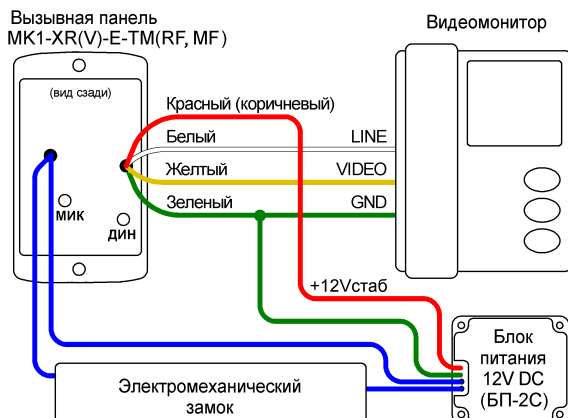 Вызывная панель
МК1-XR(V)-E-TM(RF, MF)
Видеомонитор
(вид сзади)
Красный (коричневый)
Белый
LINE
Желтый
VIDEO
Зеленый
GND
мик
дин
+12Vстаб
Блок
питания
12V DC
(БП-2С)
Электромеханический
замок